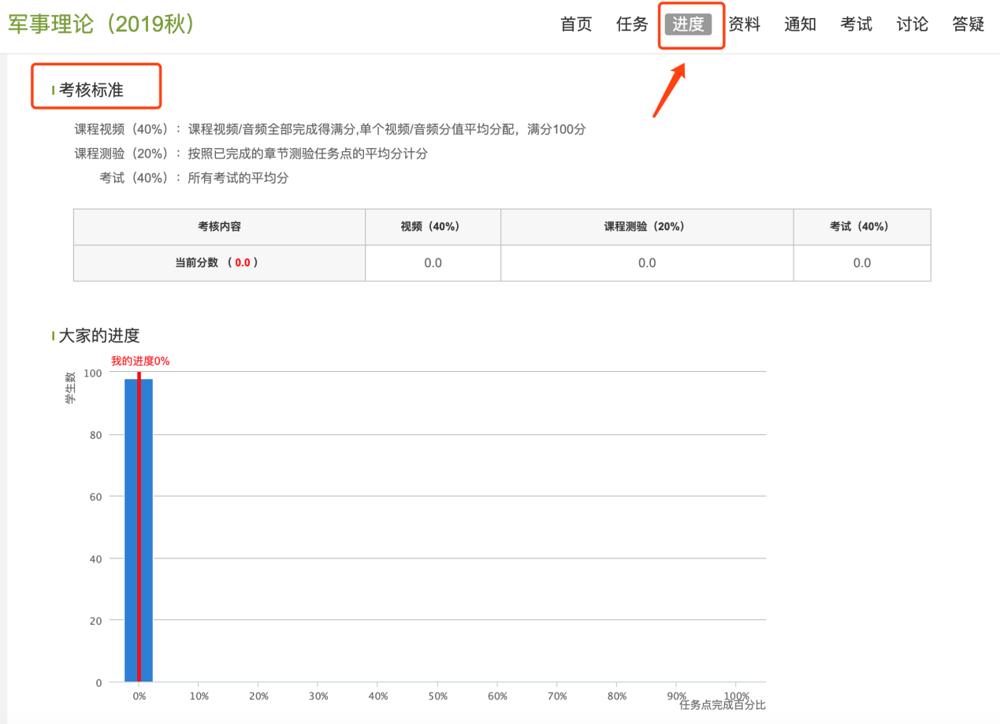 军事理论（2019秋）
首页 任务 进度 资料 通知 考试 讨论 答疑
考核标准
课程视频（40%）： 课程视频/音频全部完成得满分,单个视频/音频分值平均分配，满分100分
课程测验（20%）： 按照已完成的章节测验任务点的平均分计分
考试（40%）： 所有考试的平均分
考核内容 视频（40%） 课程测验（20%） 考试（40%）
当前分数 （ 0.0 ） 0.0 0.0 0.0
大家的进度
我的进度0%
学生数
100
80
60
40
20
0
0% 10% 20% 30% 40% 50% 60% 70% 80% 90% 100%
任务点完成百分比